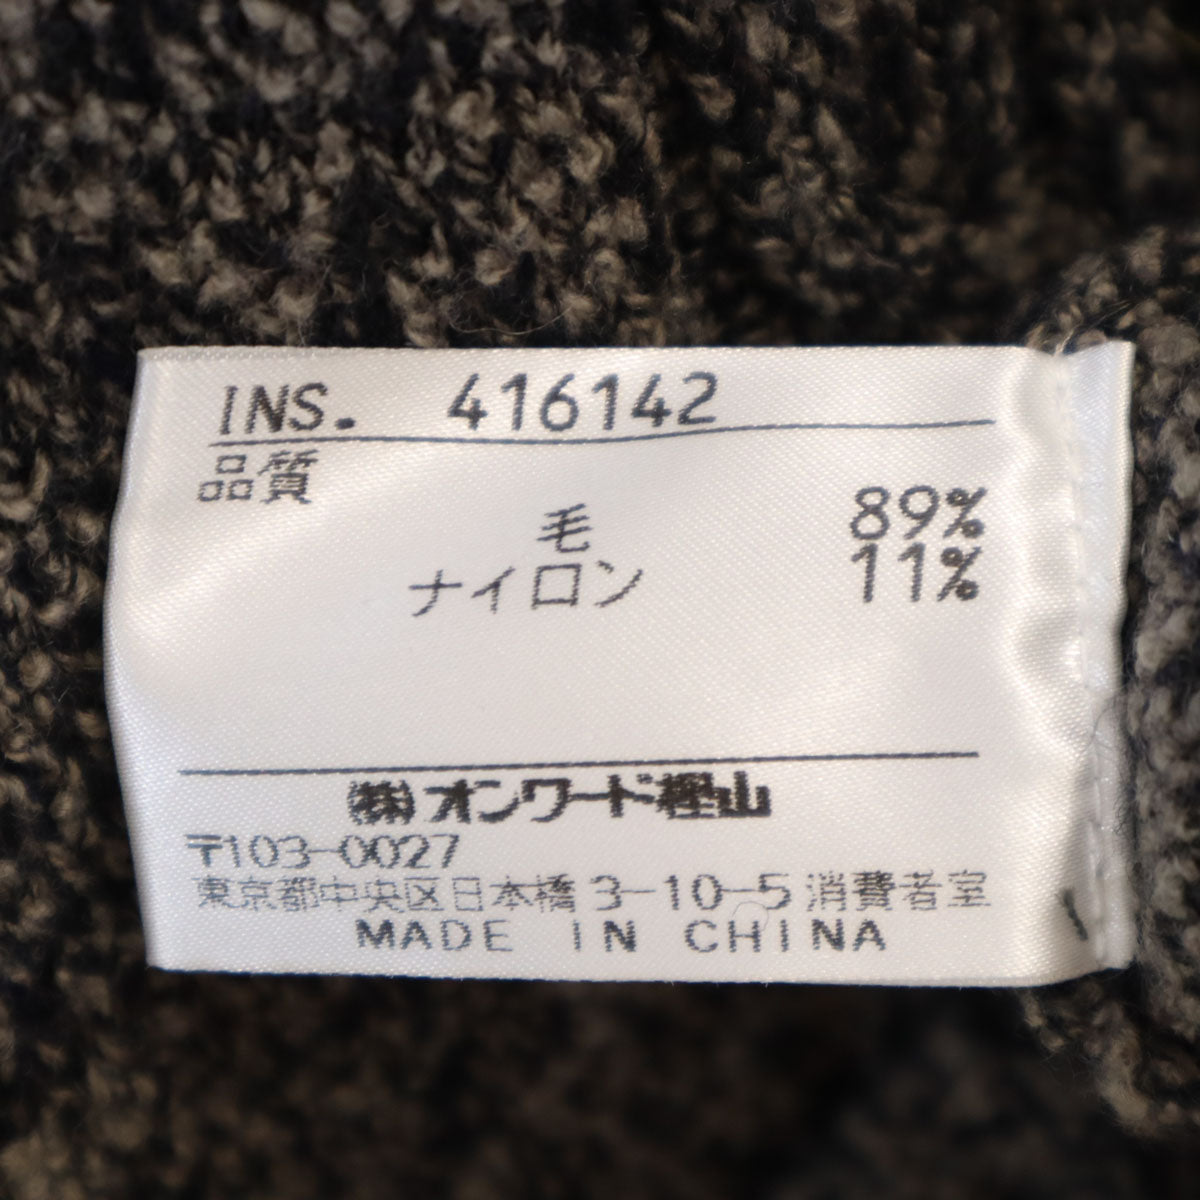 INS. 416142
品質
毛 89%
ナイロン 11%
㈱オンワード樫山
〒103-0027
東京都中央区日本橋3-10-5消費者室
MADE IN CHINA